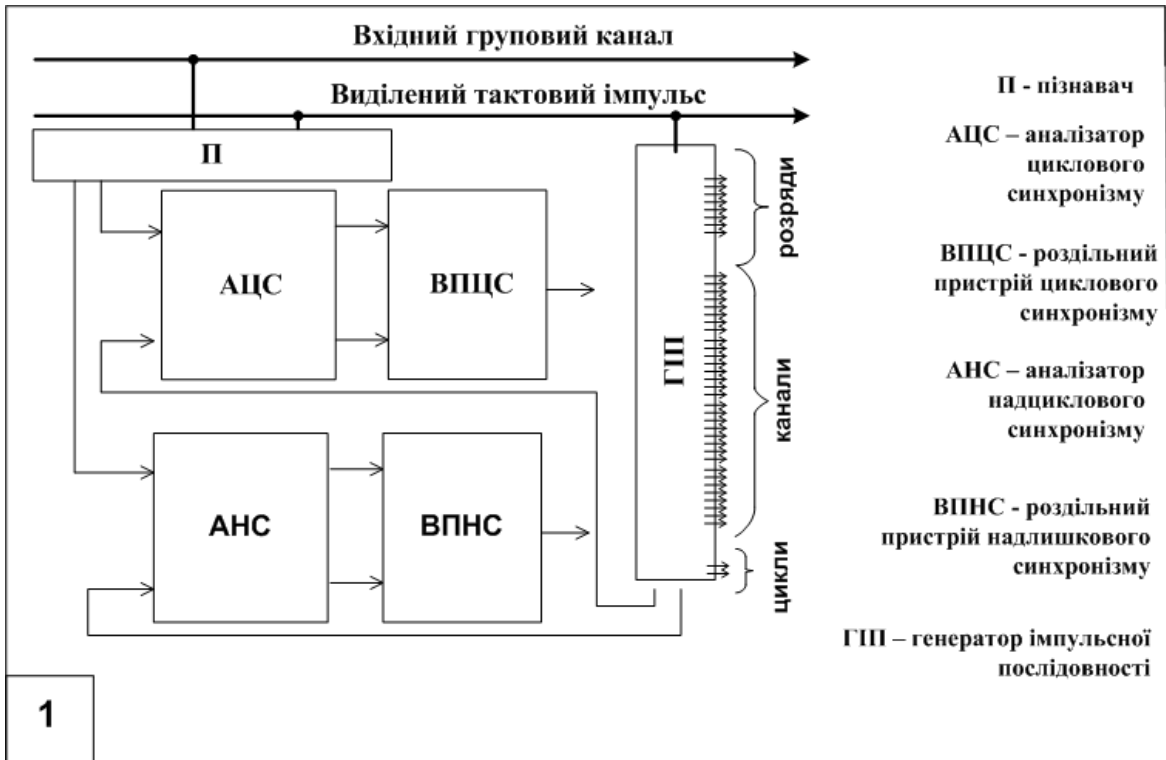 Вхідний груповий канал
Виділений тактовий імпульс
П
АЦС
ВПЦС
АНС
ВПНС
ГІП
розряди
канали
цикли
П - пізнавач
АЦС – аналізатор
циклового
синхронізму
ВПЦС - роздільний
пристрій циклового
синхронізму
АНС – аналізатор
надциклового
синхронізму
ВПНС - роздільний
пристрій надлишкового
синхронізму
ГІП – генератор імпульсної
послідовності
1